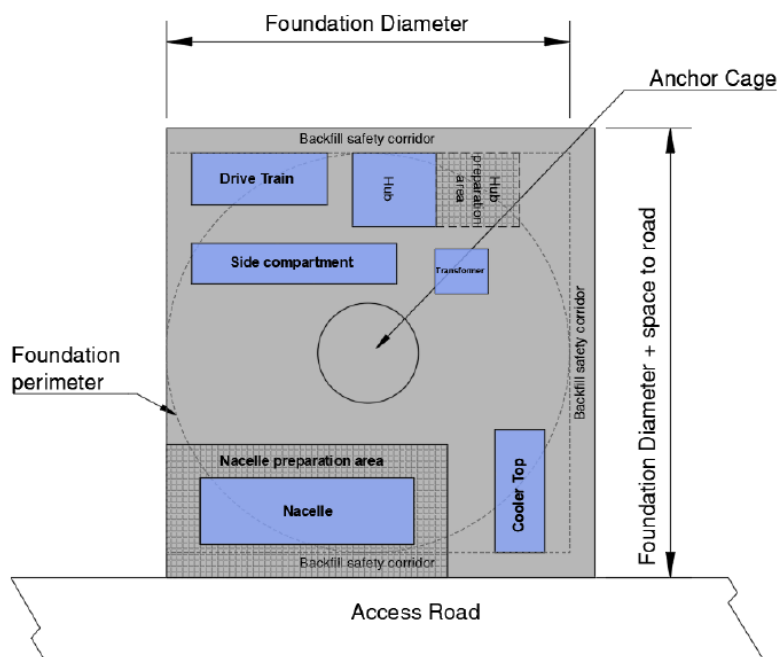 Foundation Diameter
Anchor Cage
Backfill safety corridor
Drive Train
Hub
Hub
preparation
area
Side compartment
Transformer
Foundation
perimeter
Backfill safety corridor
Foundation Diameter + space to road
Nacelle preparation area
Nacelle
Cooler Top
Backfill safety corridor
Access Road